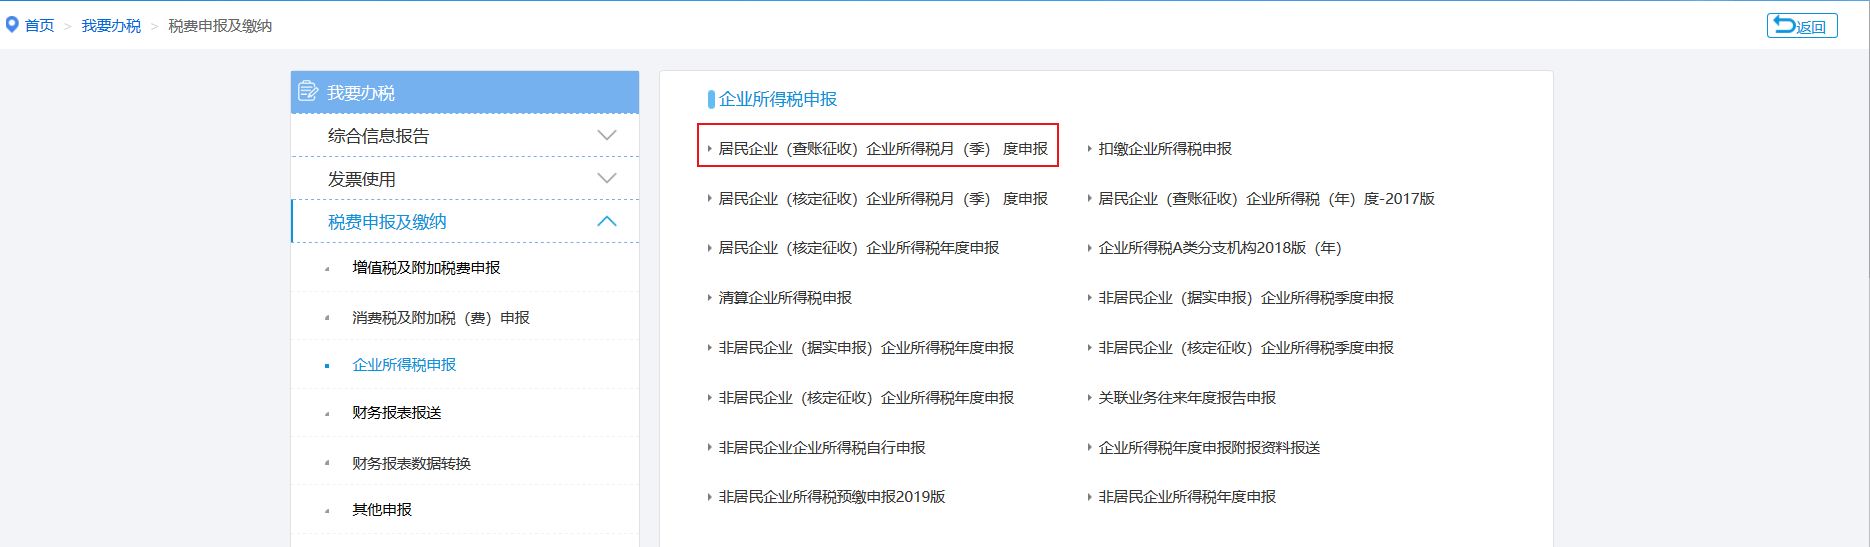 首页 > 我要办税 > 税费申报及缴纳
返回
我要办税
综合信息报告
发票使用
税费申报及缴纳
增值税及附加税费申报
消费税及附加税（费）申报
企业所得税申报
财务报表报送
财务报表数据转换
其他申报
企业所得税申报
居民企业（查账征收）企业所得税月（季） 度申报
扣缴企业所得税申报
居民企业（核定征收）企业所得税月（季） 度申报
居民企业（查账征收）企业所得税（年）度-2017版
居民企业（核定征收）企业所得税年度申报
企业所得税A类分支机构2018版（年）
清算企业所得税申报
非居民企业（据实申报）企业所得税季度申报
非居民企业（据实申报）企业所得税年度申报
非居民企业（核定征收）企业所得税季度申报
非居民企业（核定征收）企业所得税年度申报
关联业务往来年度报告申报
非居民企业企业所得税自行申报
企业所得税年度申报附报资料报送
非居民企业所得税预缴申报2019版
非居民企业所得税年度申报